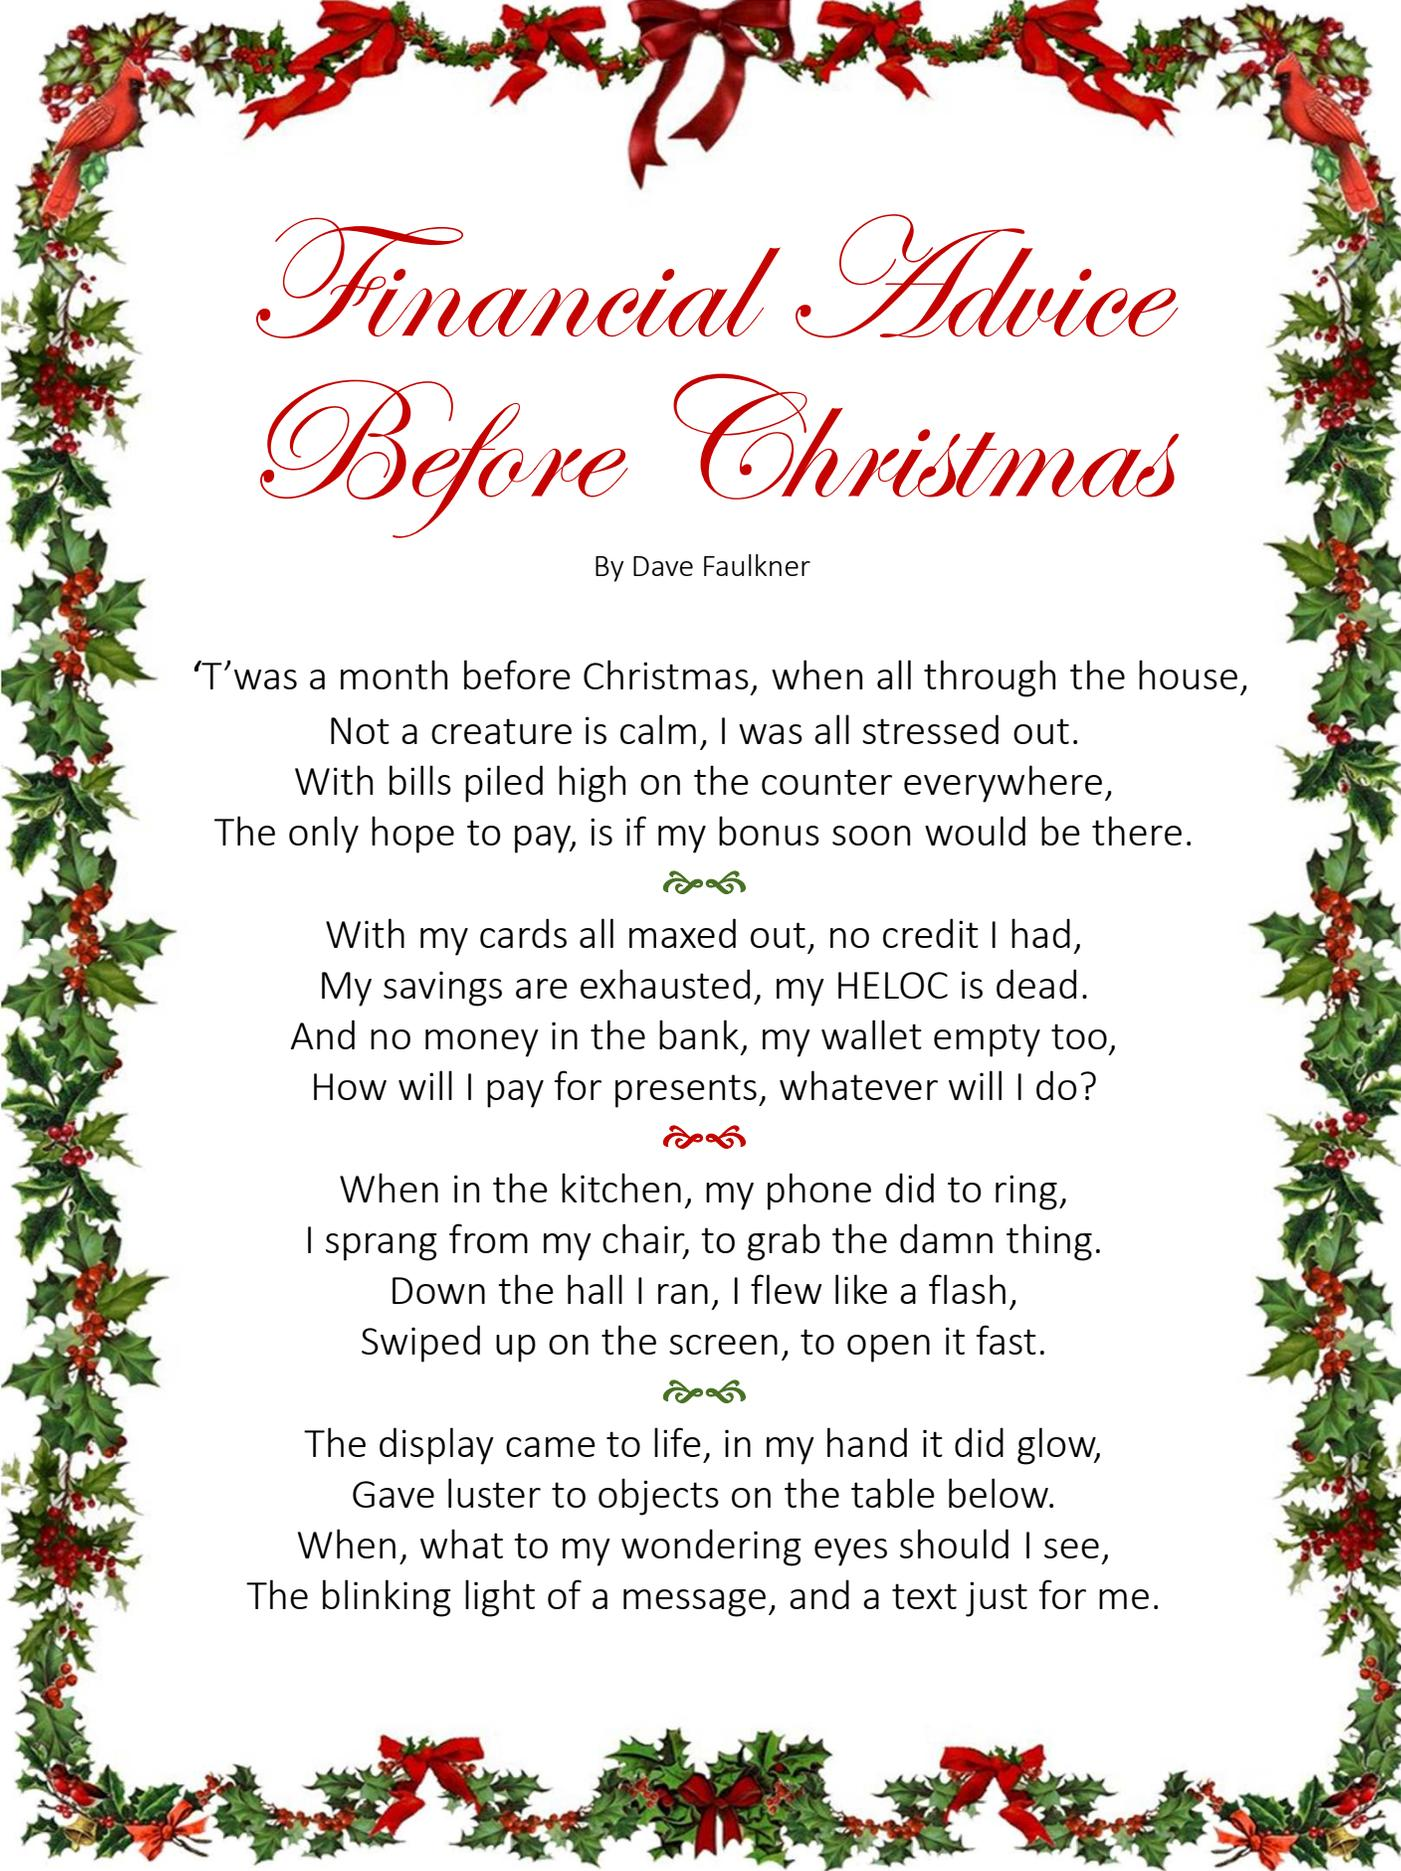 Financial Advice
Before Christmas
By Dave Faulkner
‘T’was a month before Christmas, when all through the house,
Not a creature is calm, I was all stressed out.
With bills piled high on the counter everywhere,
The only hope to pay, is if my bonus soon would be there.
With my cards all maxed out, no credit I had,
My savings are exhausted, my HELOC is dead.
And no money in the bank, my wallet empty too,
How will I pay for presents, whatever will I do?
When in the kitchen, my phone did to ring,
I sprang from my chair, to grab the damn thing.
Down the hall I ran, I flew like a flash,
Swiped up on the screen, to open it fast.
The display came to life, in my hand it did glow,
Gave luster to objects on the table below.
When, what to my wondering eyes should I see,
The blinking light of a message, and a text just for me.